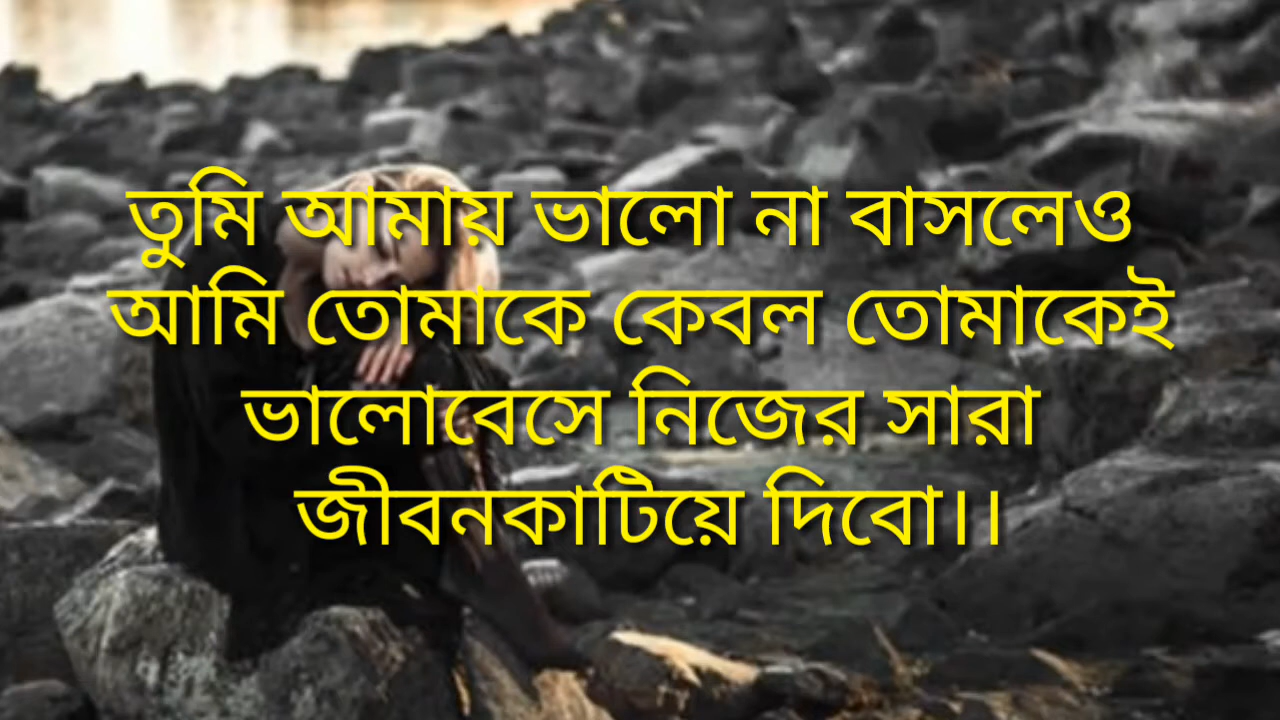 তুমি আমায় ভালো না বাসলেও
আমি তোমাকে কেবল তোমাকেই
ভালোবেসে নিজের সারা
জীবনকাটিয়ে দিবো।।